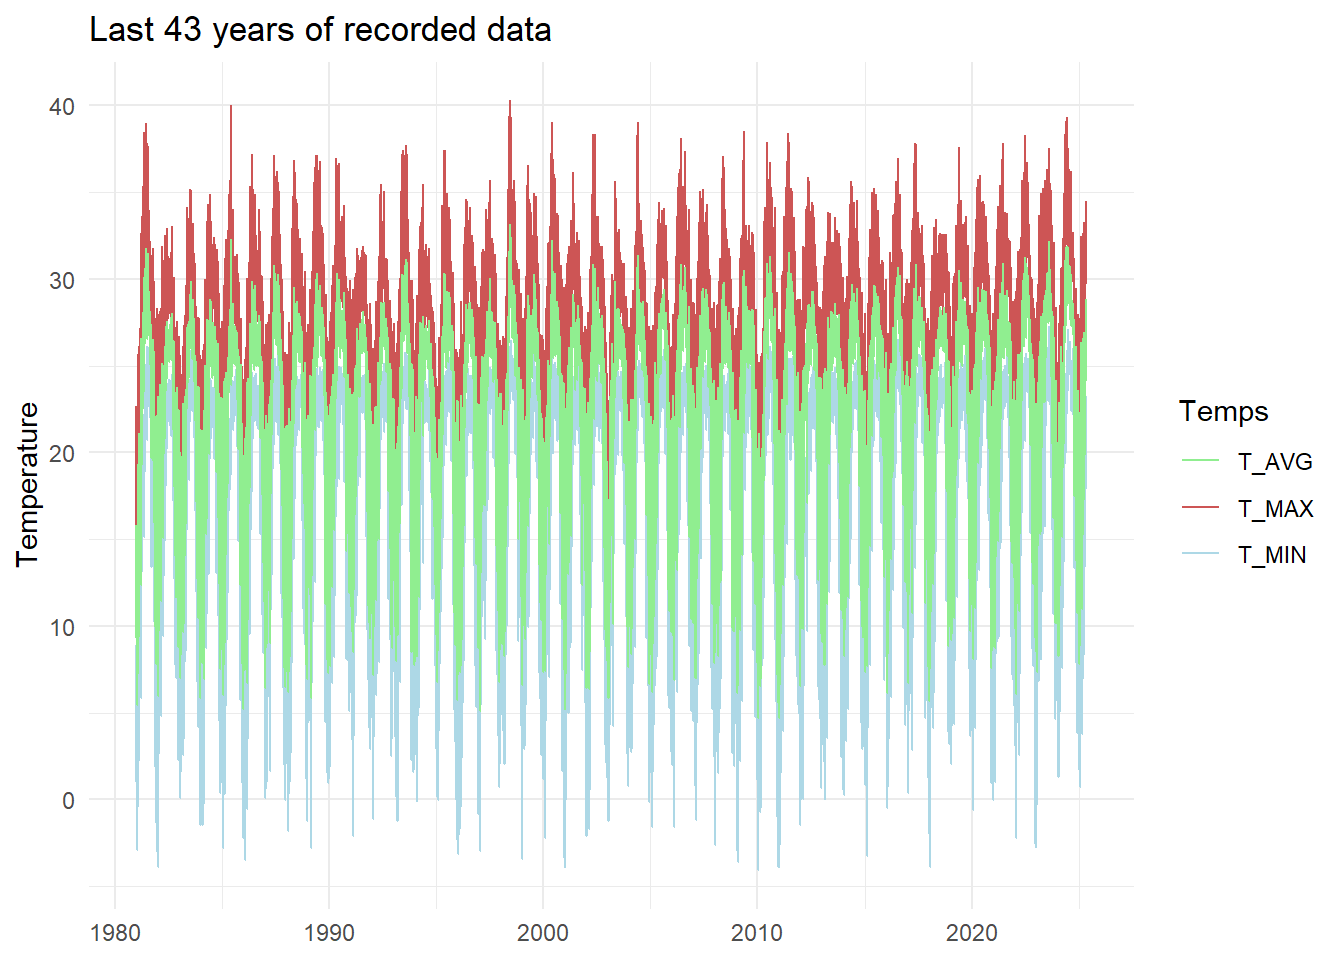 Last 43 years of recorded data
40
30
20
10
0
Temperature
1980
1990
2000
2010
2020
Temps
T_AVG
T_MAX
T_MIN